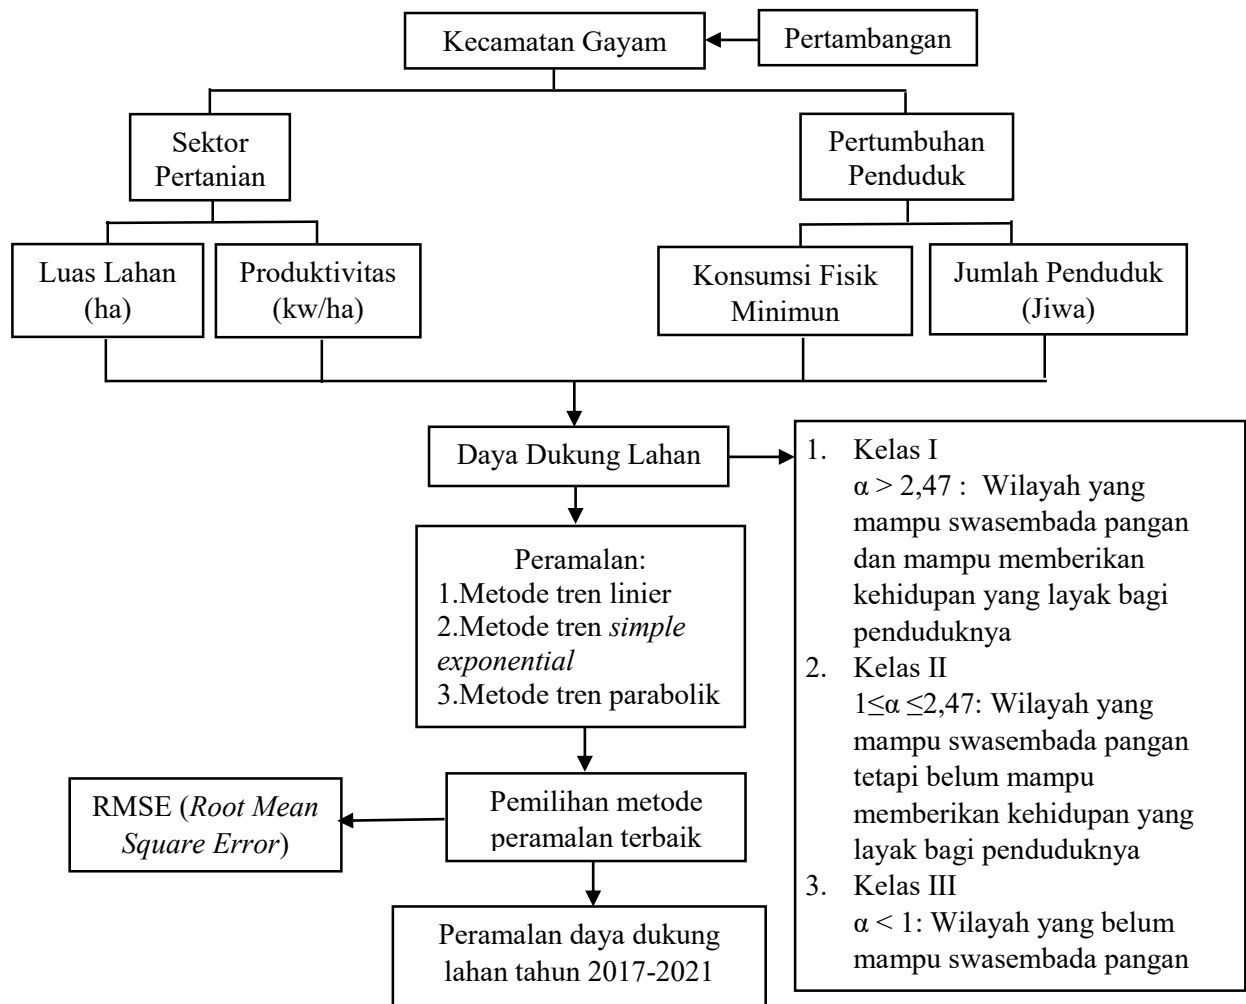 Kecamatan Gayam
Pertambangan
Sektor
Pertanian
Pertumbuhan
Penduduk
Luas Lahan
(ha)
Produktivitas
(kw/ha)
Konsumsi Fisik
Minimun
Jumlah Penduduk
(Jiwa)
Daya Dukung Lahan
1. Kelas I
α > 2,47 : Wilayah yang
mampu swasembada pangan
dan mampu memberikan
kehidupan yang layak bagi
penduduknya
2. Kelas II
1≤α ≤2,47: Wilayah yang
mampu swasembada pangan
tetapi belum mampu
memberikan kehidupan yang
layak bagi penduduknya
3. Kelas III
α < 1: Wilayah yang belum
mampu swasembada pangan
Peramalan:
1.Metode tren linier
2.Metode tren simple
exponential
3.Metode tren parabolik
RMSE (Root Mean
Square Error)
Pemilihan metode
peramalan terbaik
Peramalan daya dukung
lahan tahun 2017-2021